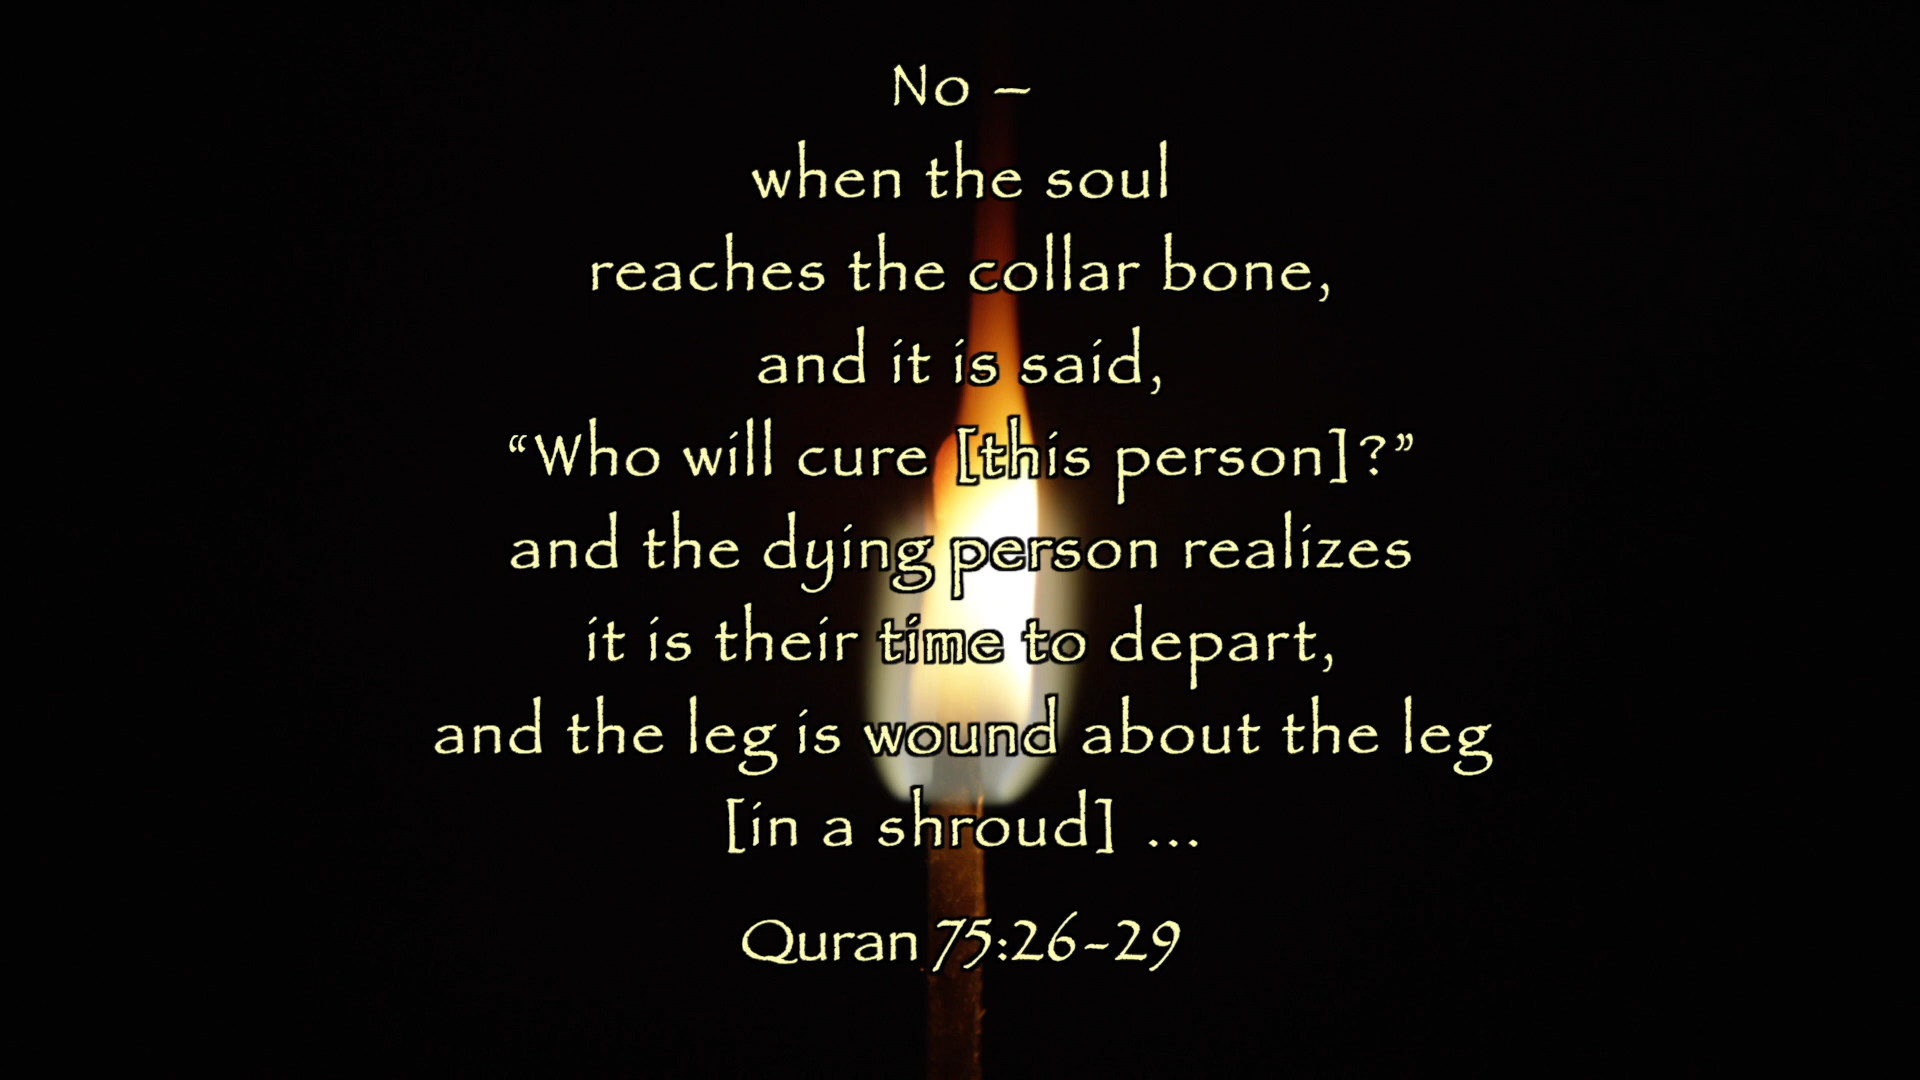 No –
when the soul
reaches the collar bone,
and it is said,
“Who will cure [this person]?”
and the dying person realizes
it is their time to depart,
and the leg is wound about the leg
[in a shroud] ...
Quran 75:26-29